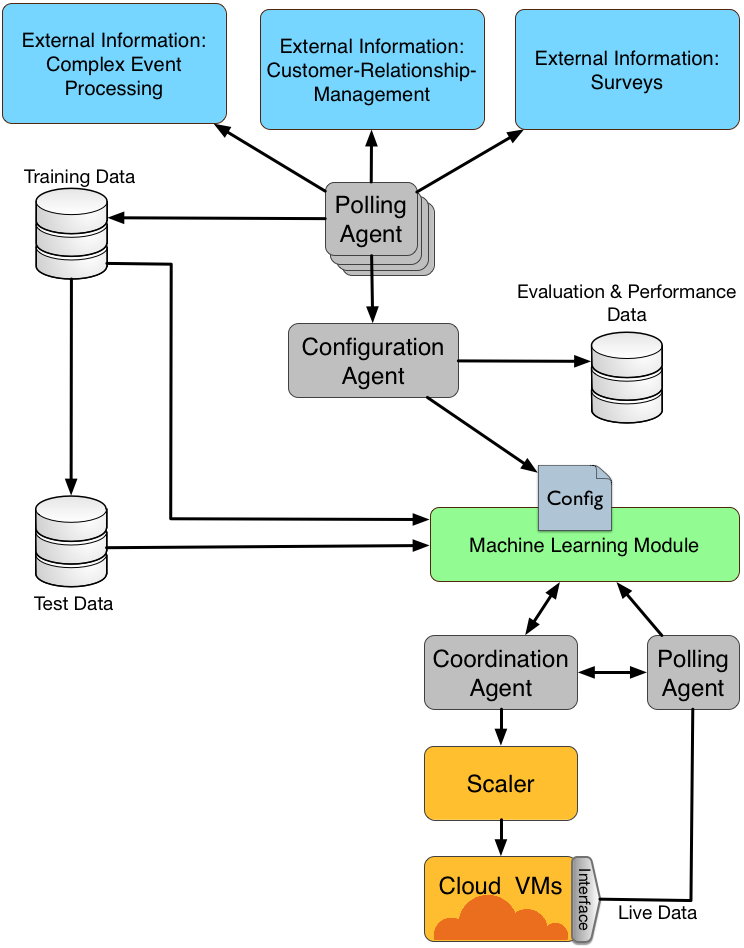 External Information:
Complex Event
Processing
External Information:
Customer-Relationship-
Management
External Information:
Surveys
Training Data
Polling
Agent
Evaluation & Performance
Data
Configuration
Agent
Config
Machine Learning Module
Test Data
Coordination
Agent
Polling
Agent
Scaler
Cloud VMs
Interface
Live Data